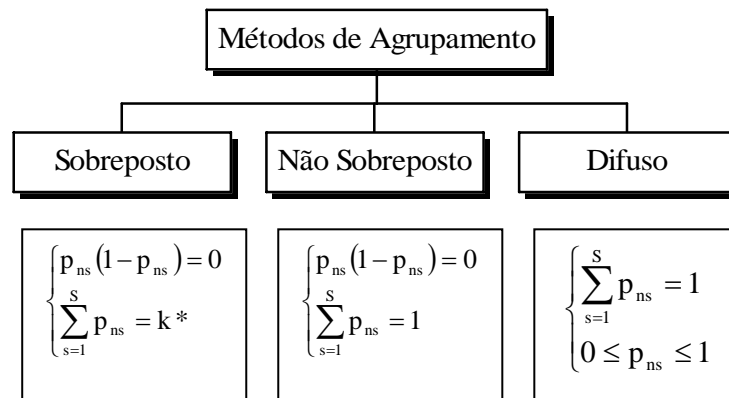 Métodos de Agrupamento
Sobreposto
Não Sobreposto
Difuso
p_ns (1 − p_ns) = 0
∑_{s=1}^{S} p_ns = k *
p_ns (1 − p_ns) = 0
∑_{s=1}^{S} p_ns = 1
∑_{s=1}^{S} p_ns = 1
0 ≤ p_ns ≤ 1